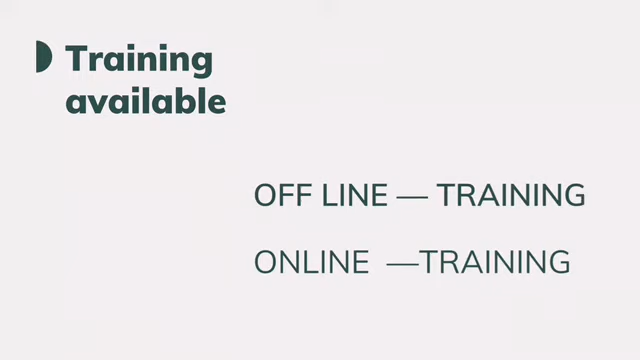 Training
available
OFF LINE — TRAINING
ONLINE —TRAINING